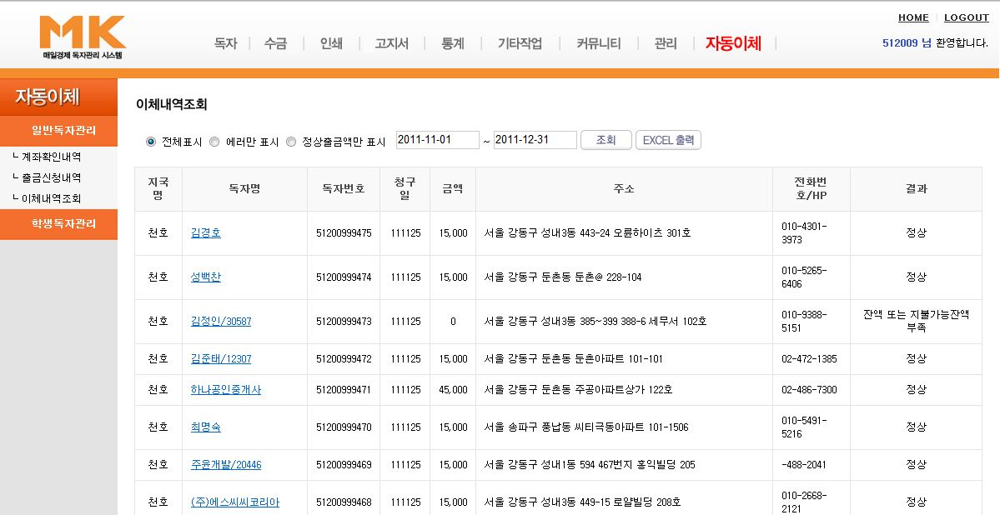 HOME LOGOUT
MK
매일경제 독자관리 시스템
독자 수금 인쇄 고지서 통계 기타작업 커뮤니티 관리 자동이체
512009 님 환영합니다.
자동이체
일반독자관리
└ 계좌확인내역
└ 출금신청내역
└ 이체내역조회
학생독자관리
이체내역조회
전체표시 에러만 표시 정상출금액만 표시 2011-11-01 ~ 2011-12-31 조회 EXCEL 출력
지국명 독자명 독자번호 청구일 금액 주소 전화번호/HP 결과
천호 김경호 51200999475 111125 15,000 서울 강동구 성내3동 443-24 오륜하이츠 301호 010-4301-3973 정상
천호 성백찬 51200999474 111125 15,000 서울 강동구 둔촌동 둔촌@ 228-104 010-5265-6406 정상
천호 김정인/30587 51200999473 111125 0 서울 강동구 성내3동 385~399 388-6 세무서 102호 010-9388-5151 잔액 또는 지불가능잔액 부족
천호 김준태/12307 51200999472 111125 15,000 서울 강동구 둔촌동 둔촌아파트 101-101 02-472-1385 정상
천호 하나공인중개사 51200999471 111125 45,000 서울 강동구 둔촌동 주공아파트상가 122호 02-486-7300 정상
천호 최명숙 51200999470 111125 15,000 서울 송파구 풍납동 씨티극동아파트 101-1506 010-5491-5216 정상
천호 주윤개발/20446 51200999469 111125 15,000 서울 강동구 성내1동 594 467번지 홍익빌딩 205 -488-2041 정상
천호 (주)에스씨씨코리아 51200999468 111125 15,000 서울 강동구 성내3동 449-15 로얄빌딩 208호 010-2668-2121 정상